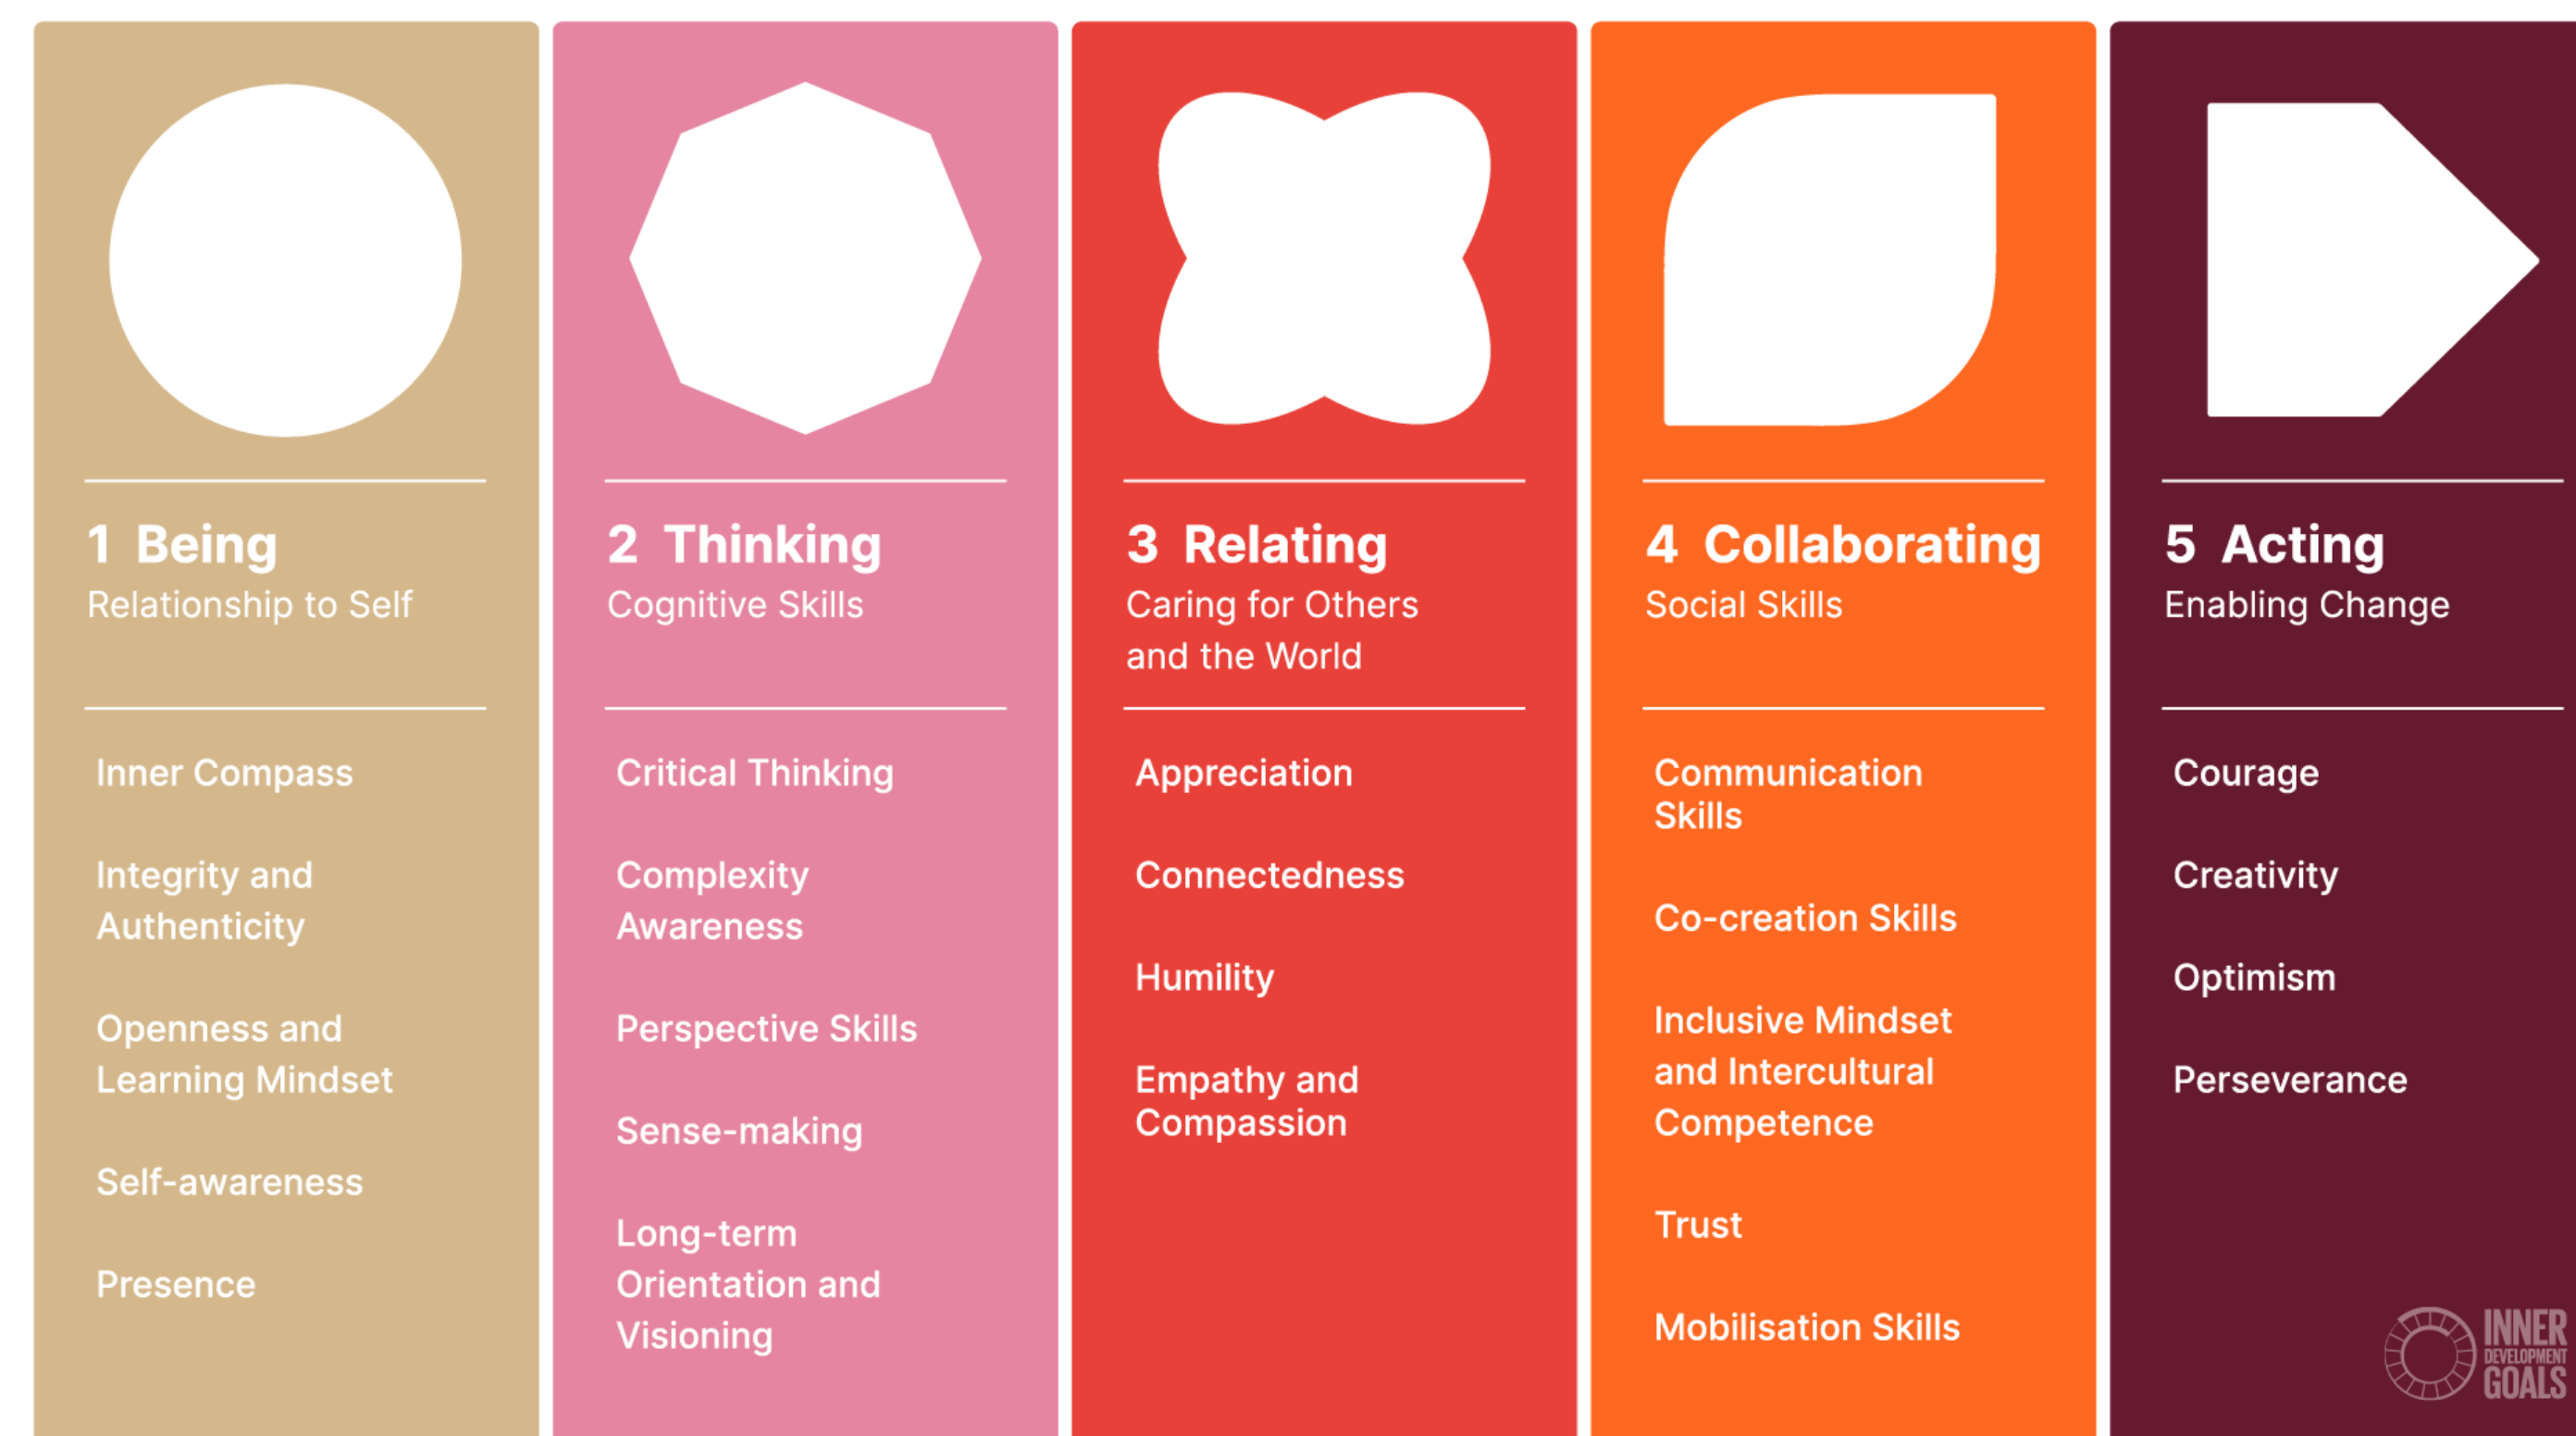 1 Being
Relationship to Self
Inner Compass
Integrity and
Authenticity
Openness and
Learning Mindset
Self-awareness
Presence
2 Thinking
Cognitive Skills
Critical Thinking
Complexity
Awareness
Perspective Skills
Sense-making
Long-term
Orientation and
Visioning
3 Relating
Caring for Others
and the World
Appreciation
Connectedness
Humility
Empathy and
Compassion
4 Collaborating
Social Skills
Communication
Skills
Co-creation Skills
Inclusive Mindset
and Intercultural
Competence
Trust
Mobilisation Skills
5 Acting
Enabling Change
Courage
Creativity
Optimism
Perseverance
INNER
DEVELOPMENT
GOALS